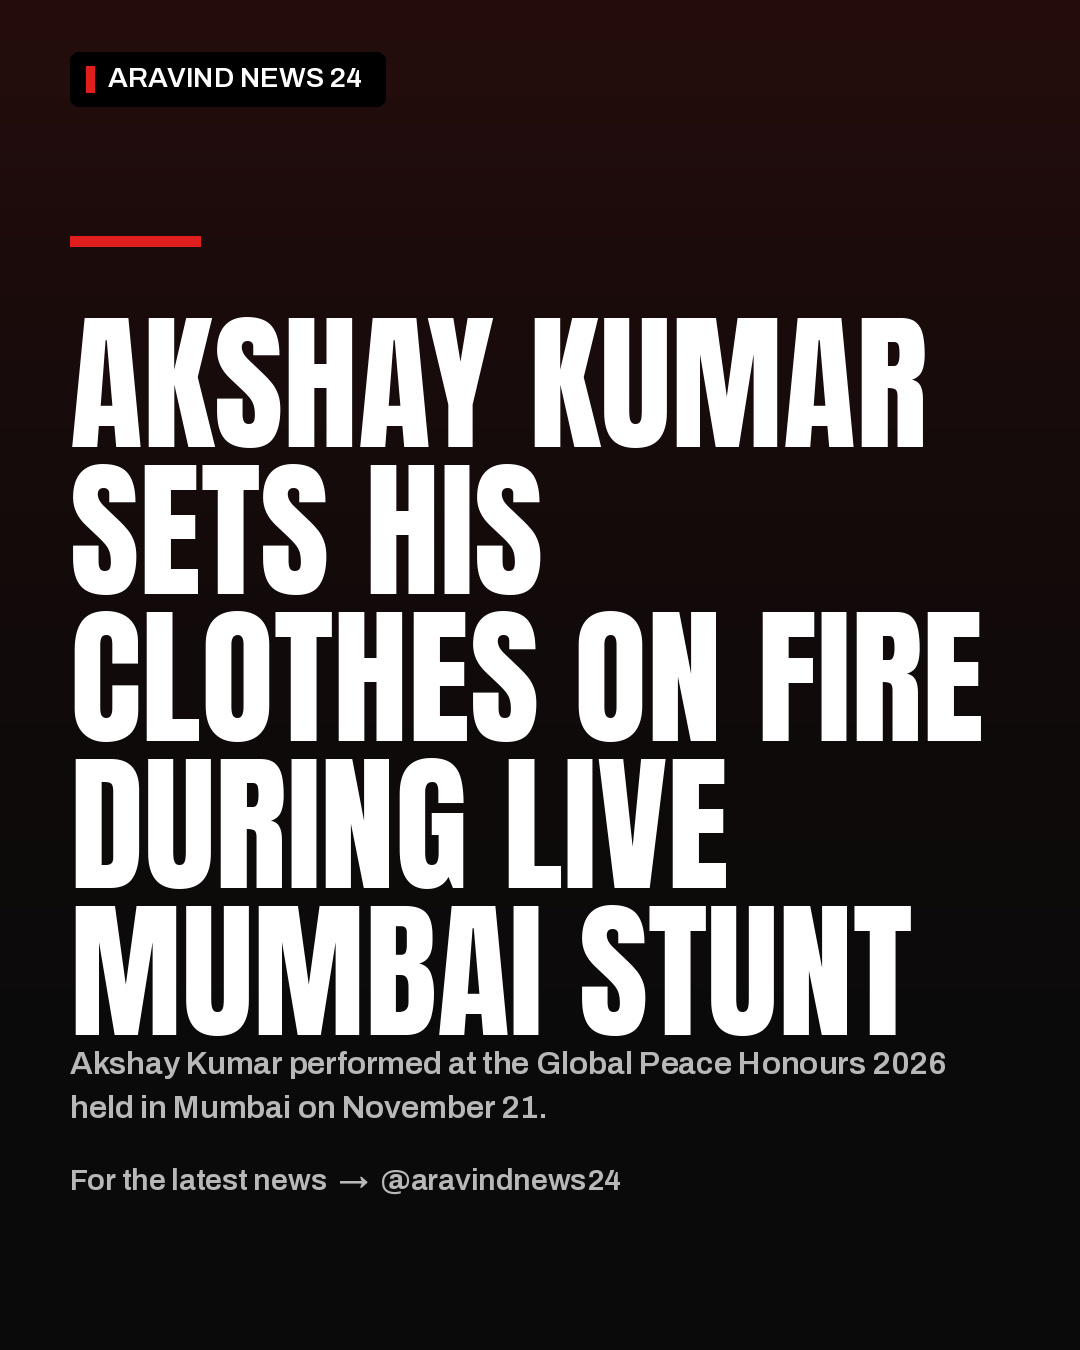 ARAVIND NEWS 24
AKSHAY KUMAR
SETS HIS
CLOTHES ON FIRE
DURING LIVE
MUMBAI STUNT
Akshay Kumar performed at the Global Peace Honours 2026
held in Mumbai on November 21.
For the latest news → @aravindnews24